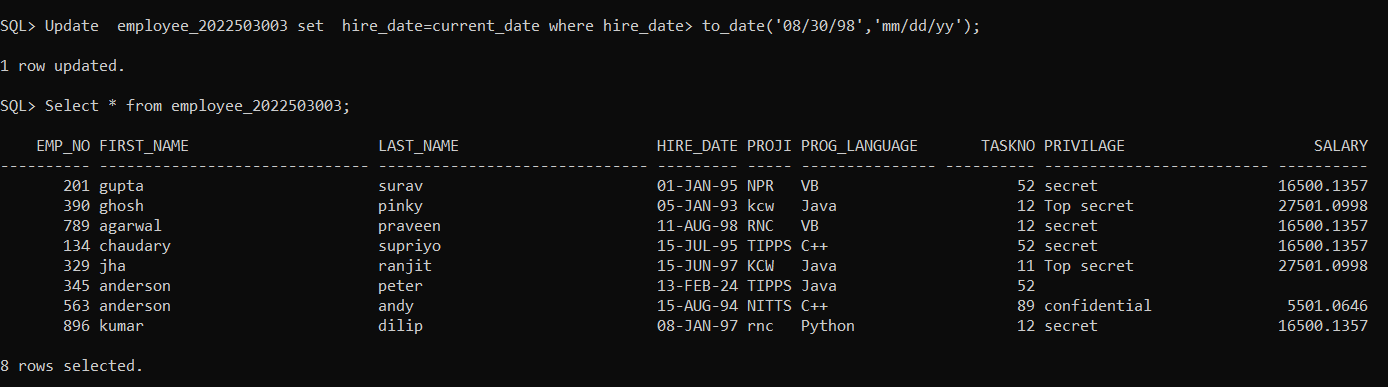 SQL> Update  employee_2022503003 set  hire_date=current_date where hire_date> to_date('08/30/98','mm/dd/yy');
1 row updated.
SQL> Select * from employee_2022503003;
    EMP_NO FIRST_NAME                     LAST_NAME                      HIRE_DATE PROJI PROG_LANGUAGE       TASKNO PRIVILAGE                     SALARY
---------- ------------------------------ ------------------------------ --------- ----- --------------- ---------- ------------------------- ----------
       201 gupta                          surav                          01-JAN-95 NPR   VB                      52 secret                    16500.1357
       390 ghosh                          pinky                          05-JAN-93 kcw   Java                    12 Top secret                27501.0998
       789 agarwal                        praveen                        11-AUG-98 RNC   VB                      12 secret                    16500.1357
       134 chaudary                       supriyo                        15-JUL-95 TIPPS C++                     52 secret                    16500.1357
       329 jha                            ranjit                         15-JUN-97 KCW   Java                    11 Top secret                27501.0998
       345 anderson                       peter                          13-FEB-24 TIPPS Java                    52
       563 anderson                       andy                           15-AUG-94 NITTS C++                     89 confidential               5501.0646
       896 kumar                          dilip                          08-JAN-97 rnc   Python                  12 secret                    16500.1357
8 rows selected.